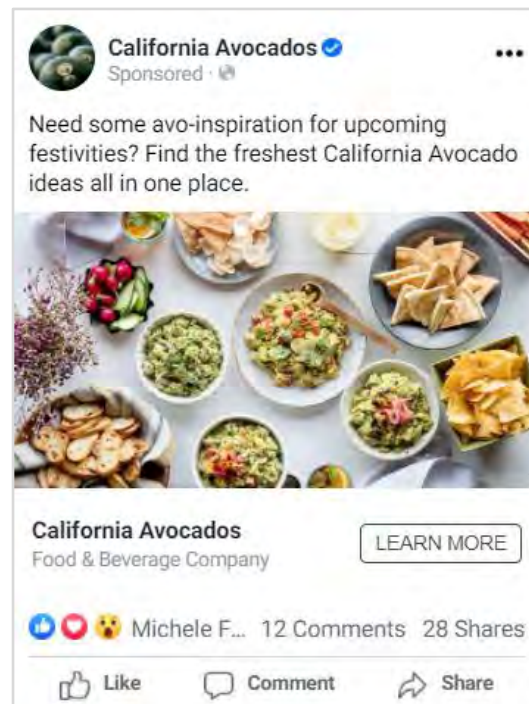 California Avocados
Sponsored ·
Need some avo-inspiration for upcoming
festivities? Find the freshest California Avocado
ideas all in one place.
California Avocados
Food & Beverage Company
LEARN MORE
Michele F... 12 Comments 28 Shares
Like Comment Share